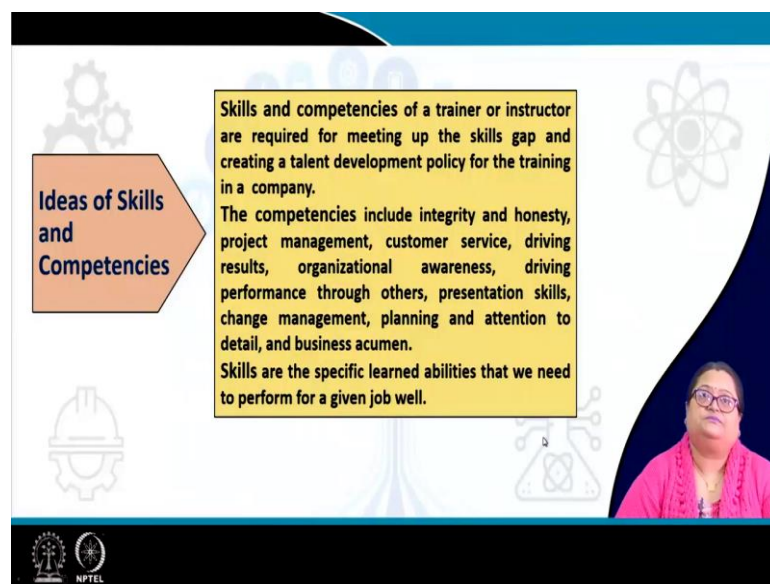 Ideas of Skills
and
Competencies
Skills and competencies of a trainer or instructor
are required for meeting up the skills gap and
creating a talent development policy for the training
in a company.
The competencies include integrity and honesty,
project management, customer service, driving
results, organizational awareness, driving
performance through others, presentation skills,
change management, planning and attention to
detail, and business acumen.
Skills are the specific learned abilities that we need
to perform for a given job well.
NPTEL